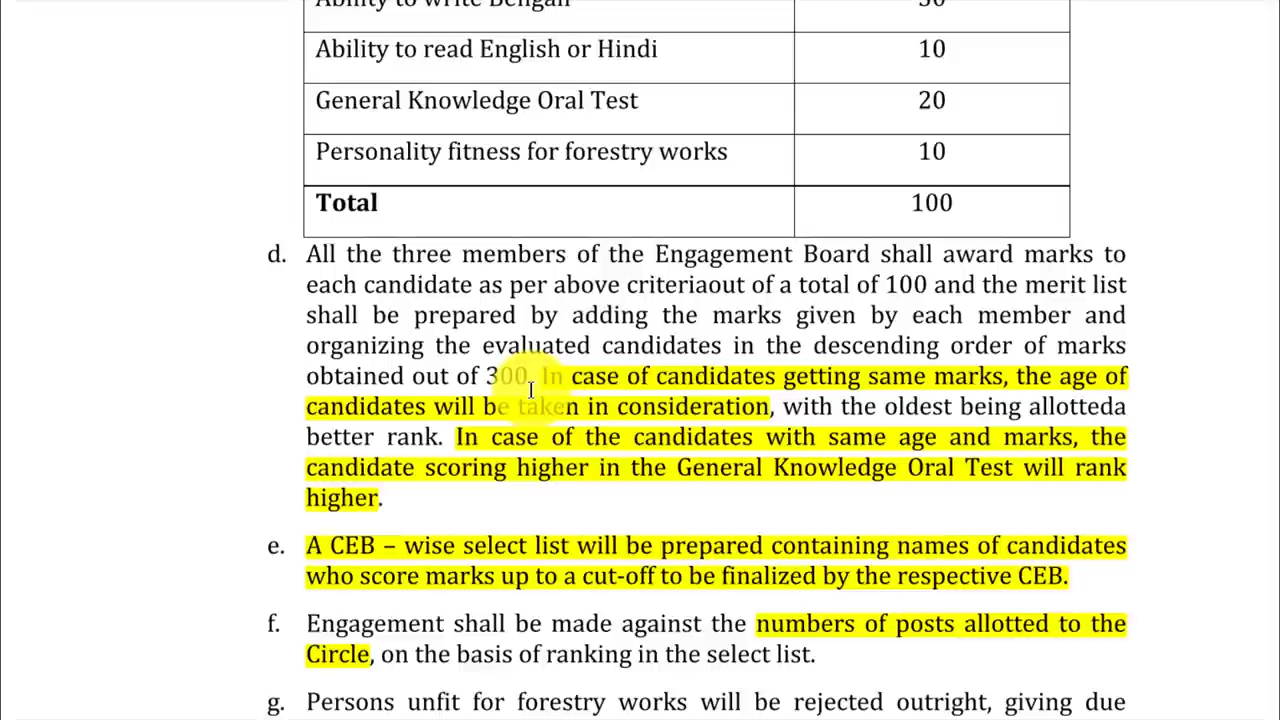 Ability to write Bengali 30
Ability to read English or Hindi 10
General Knowledge Oral Test 20
Personality fitness for forestry works 10
Total 100
d. All the three members of the Engagement Board shall award marks to
each candidate as per above criteriaout of a total of 100 and the merit list
shall be prepared by adding the marks given by each member and
organizing the evaluated candidates in the descending order of marks
obtained out of 300. In case of candidates getting same marks, the age of
candidates will be taken in consideration, with the oldest being allotteda
better rank. In case of the candidates with same age and marks, the
candidate scoring higher in the General Knowledge Oral Test will rank
higher.
e. A CEB – wise select list will be prepared containing names of candidates
who score marks up to a cut-off to be finalized by the respective CEB.
f. Engagement shall be made against the numbers of posts allotted to the
Circle, on the basis of ranking in the select list.
g. Persons unfit for forestry works will be rejected outright, giving due